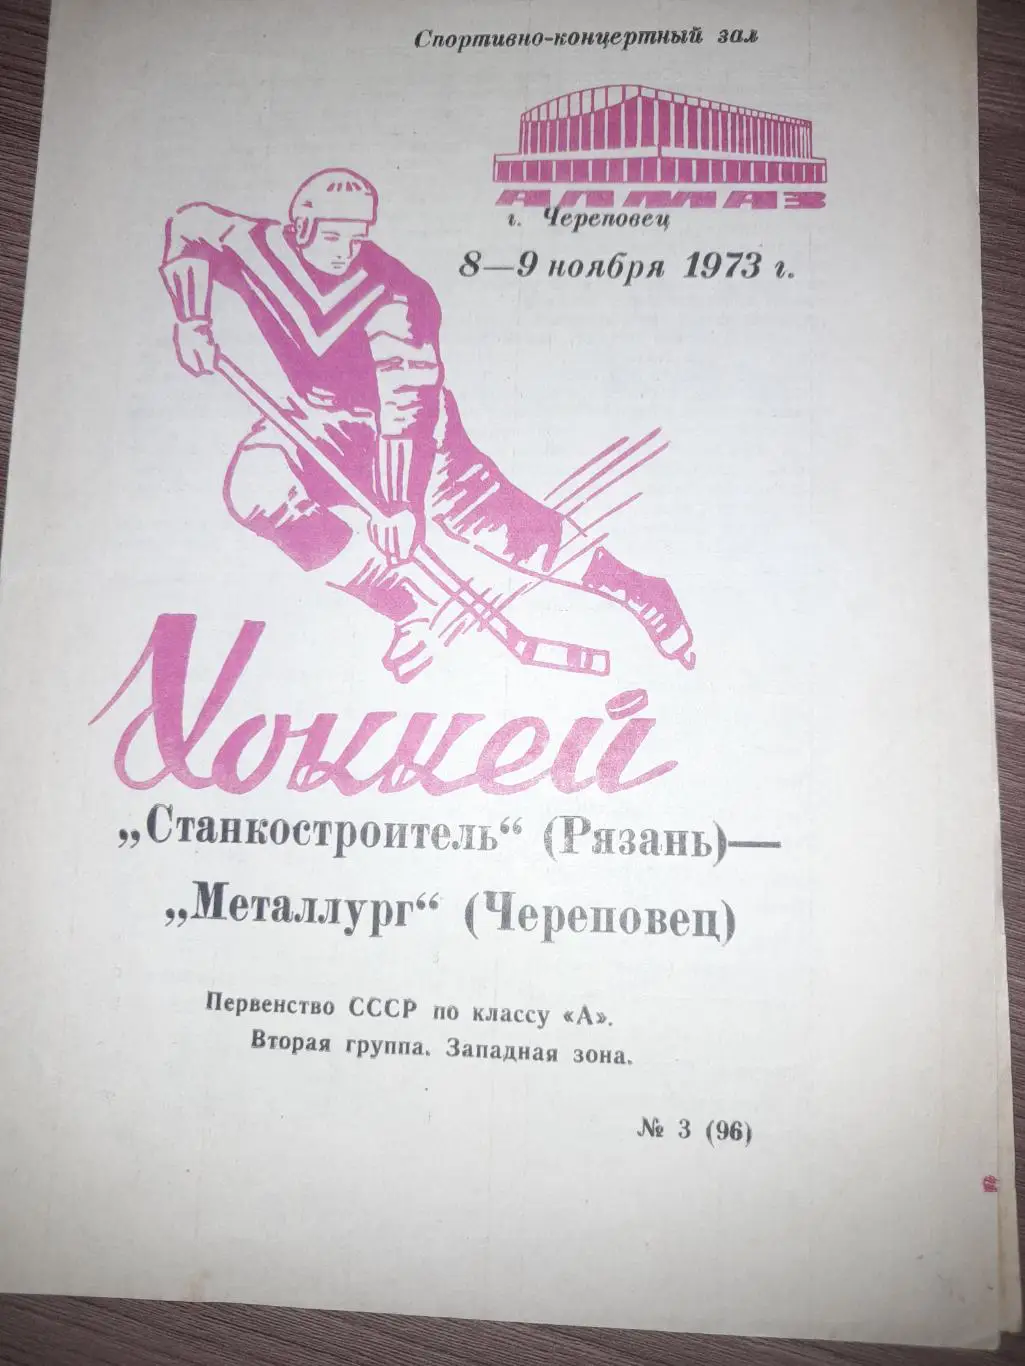 Спортивно-концертный зал
АЛМАЗ
г. Череповец
8—9 ноября 1973 г.
Хоккей
„Станкостроитель“ (Рязань)—
„Металлург“ (Череповец)
Первенство СССР по классу «А».
Вторая группа. Западная зона.
№ 3 (96)